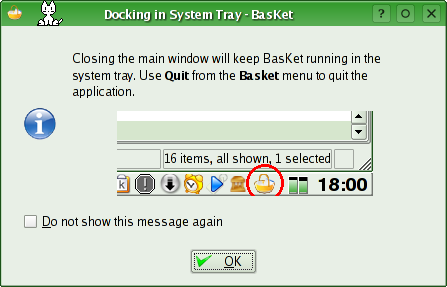 Docking in System Tray - BasKet
Closing the main window will keep BasKet running in the
system tray. Use Quit from the Basket menu to quit the
application.
16 items, all shown, 1 selected
18:00
Do not show this message again
OK